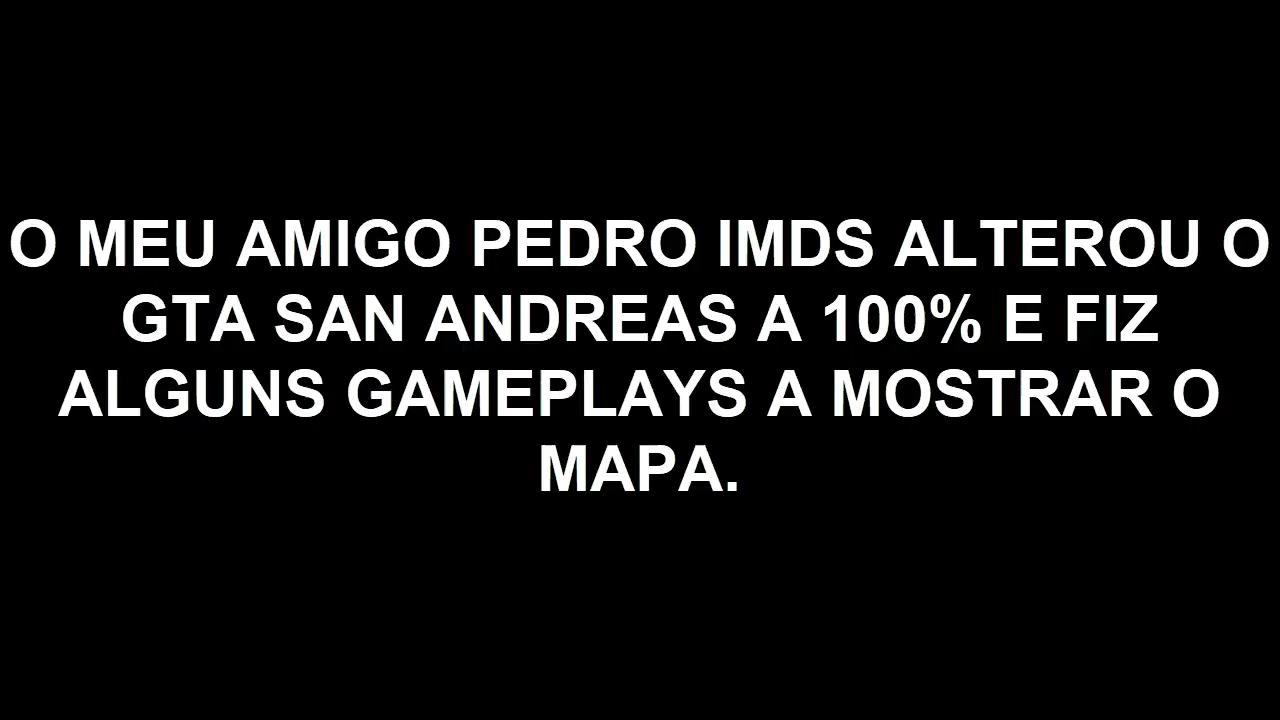 O MEU AMIGO PEDRO IMDS ALTEROU O
GTA SAN ANDREAS A 100% E FIZ
ALGUNS GAMEPLAYS A MOSTRAR O
MAPA.